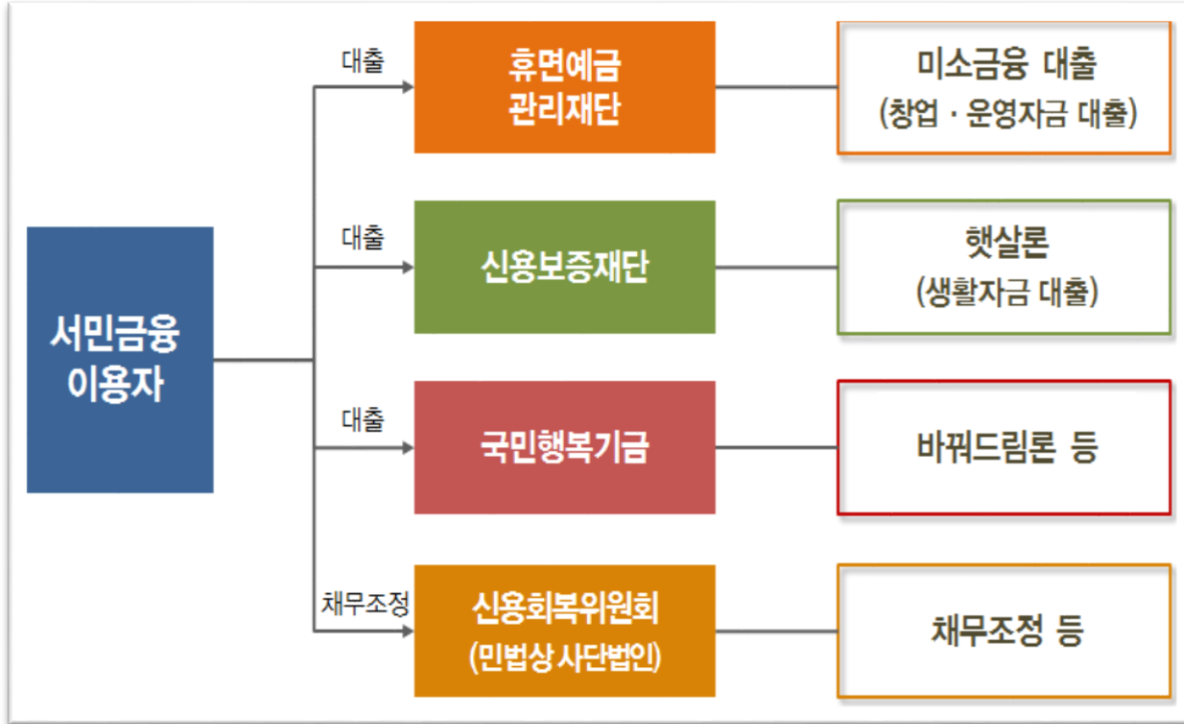 서민금융
이용자
대출
휴면예금
관리재단
미소금융 대출
(창업 · 운영자금 대출)
대출
신용보증재단
햇살론
(생활자금 대출)
대출
국민행복기금
바꿔드림론 등
채무조정
신용회복위원회
(민법상 사단법인)
채무조정 등